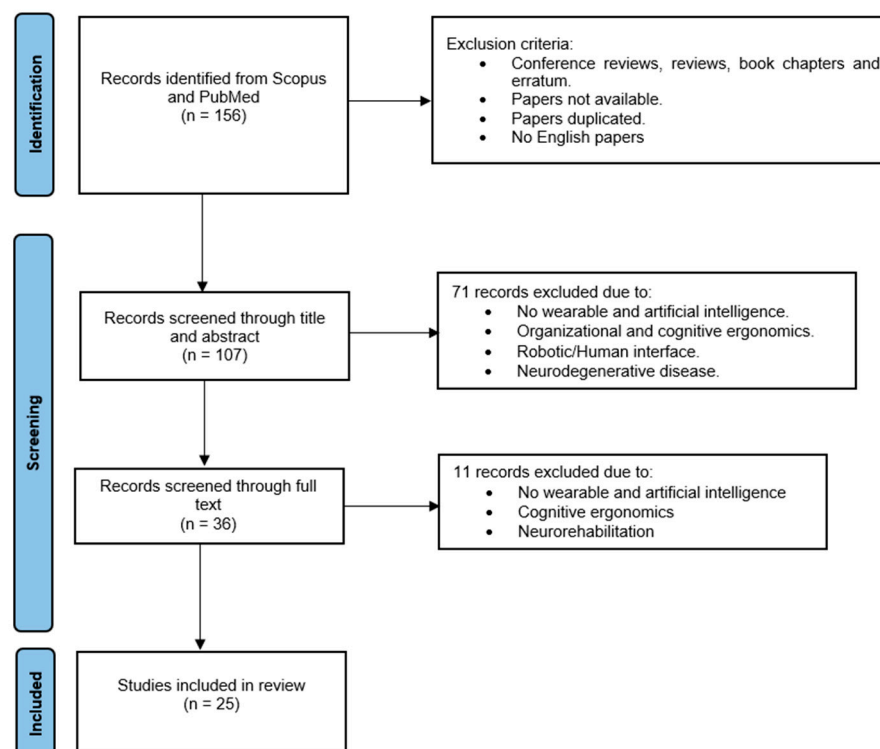 Identification
Records identified from Scopus
and PubMed
(n = 156)
Exclusion criteria:
• Conference reviews, reviews, book chapters and
erratum.
• Papers not available.
• Papers duplicated.
• No English papers
Screening
Records screened through title
and abstract
(n = 107)
71 records excluded due to:
• No wearable and artificial intelligence.
• Organizational and cognitive ergonomics.
• Robotic/Human interface.
• Neurodegenerative disease.
Records screened through full
text
(n = 36)
11 records excluded due to:
• No wearable and artificial intelligence
• Cognitive ergonomics
• Neurorehabilitation
Included
Studies included in review
(n = 25)